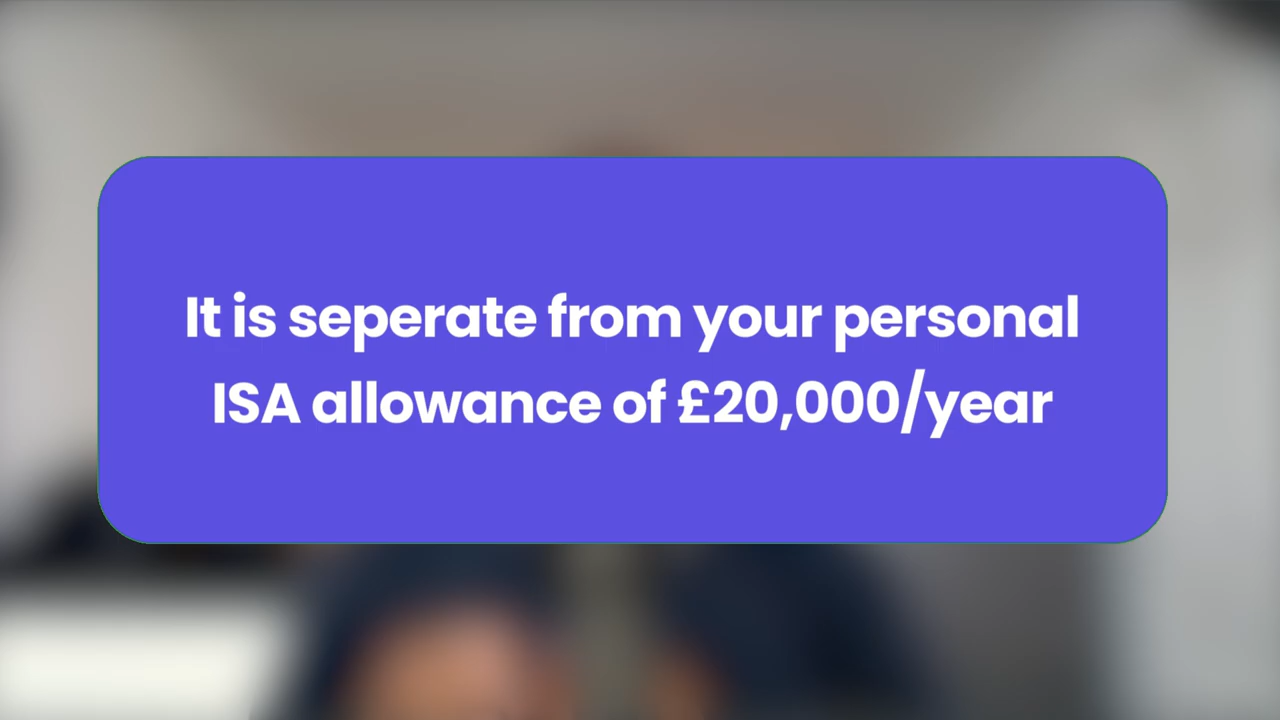 It is seperate from your personal
ISA allowance of £20,000/year